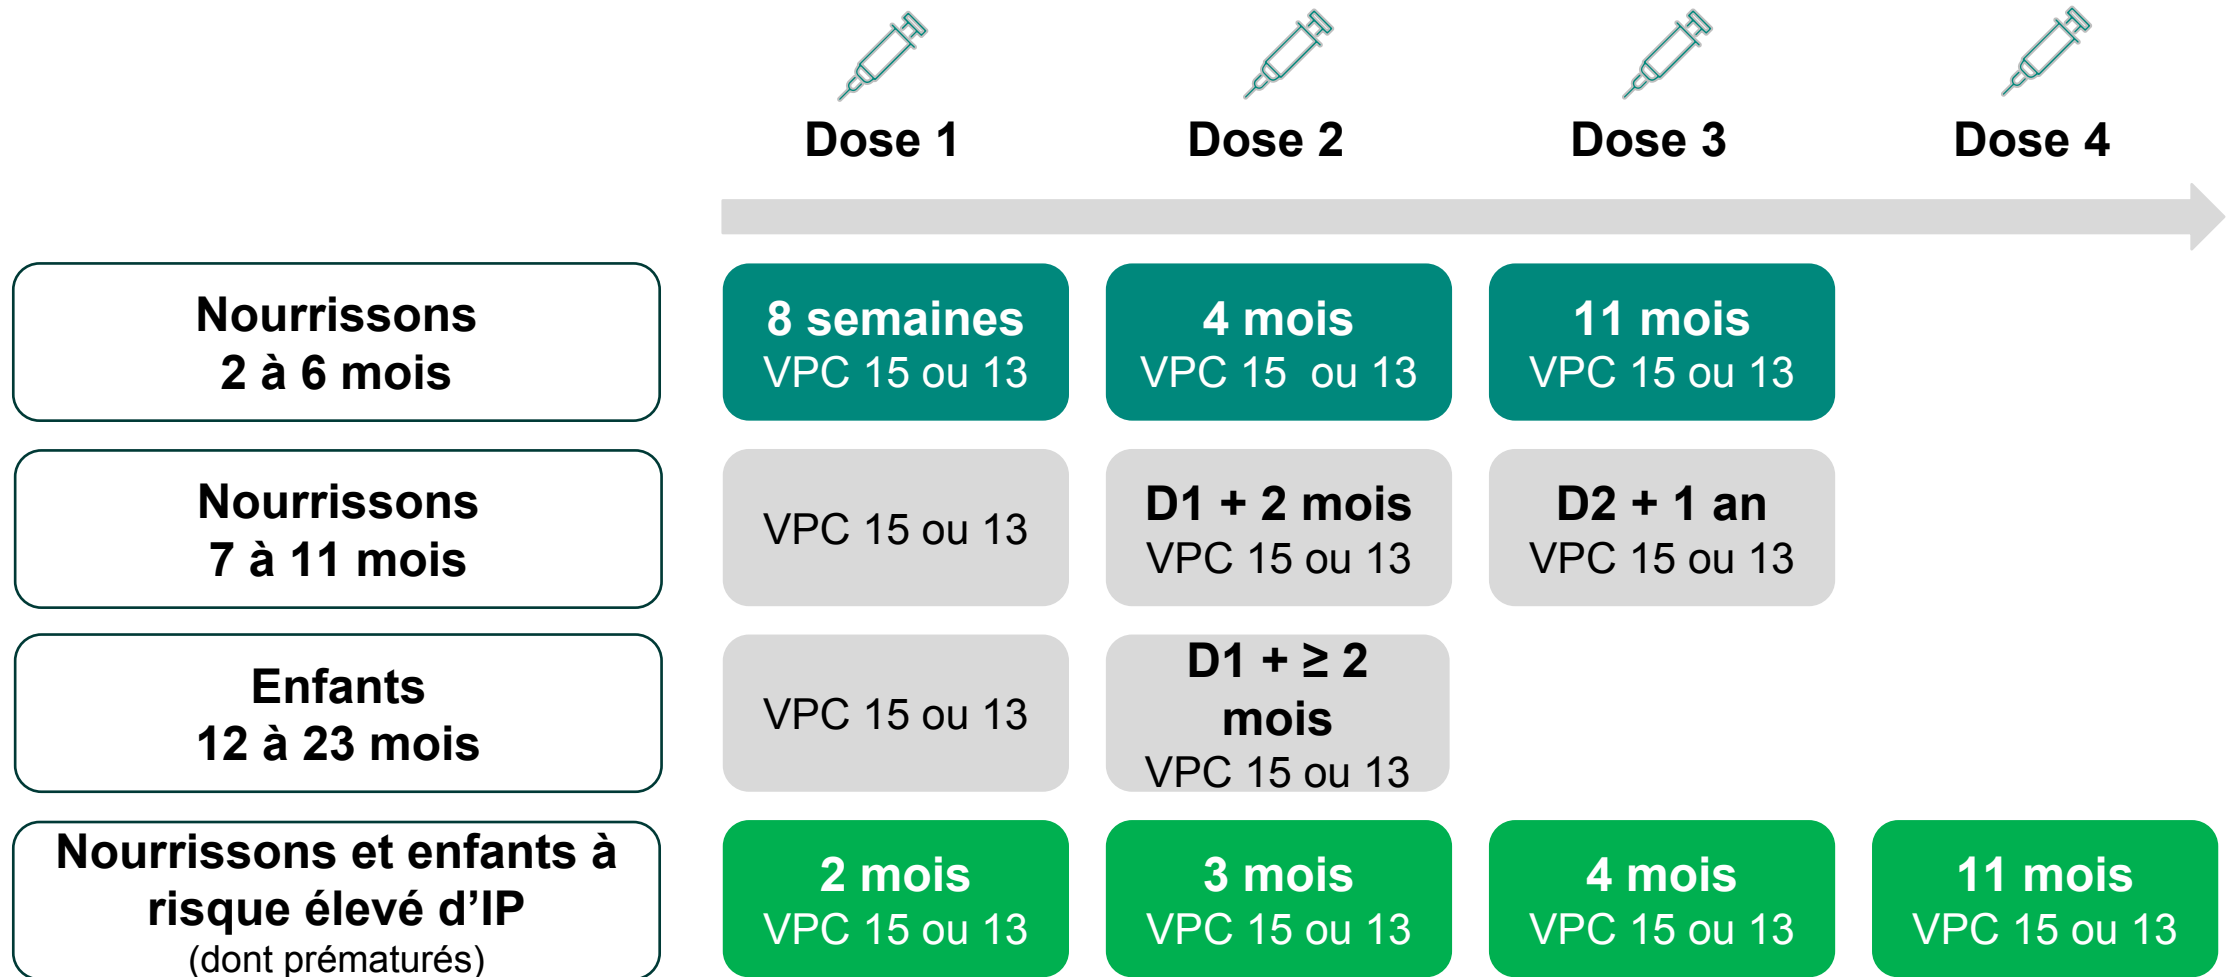 Dose 1
Dose 2
Dose 3
Dose 4
Nourrissons
2 à 6 mois
8 semaines
VPC 15 ou 13
4 mois
VPC 15 ou 13
11 mois
VPC 15 ou 13
Nourrissons
7 à 11 mois
VPC 15 ou 13
D1 + 2 mois
VPC 15 ou 13
D2 + 1 an
VPC 15 ou 13
Enfants
12 à 23 mois
VPC 15 ou 13
D1 + ≥ 2
mois
VPC 15 ou 13
Nourrissons et enfants à
risque élevé d’IP
(dont prématurés)
2 mois
VPC 15 ou 13
3 mois
VPC 15 ou 13
4 mois
VPC 15 ou 13
11 mois
VPC 15 ou 13